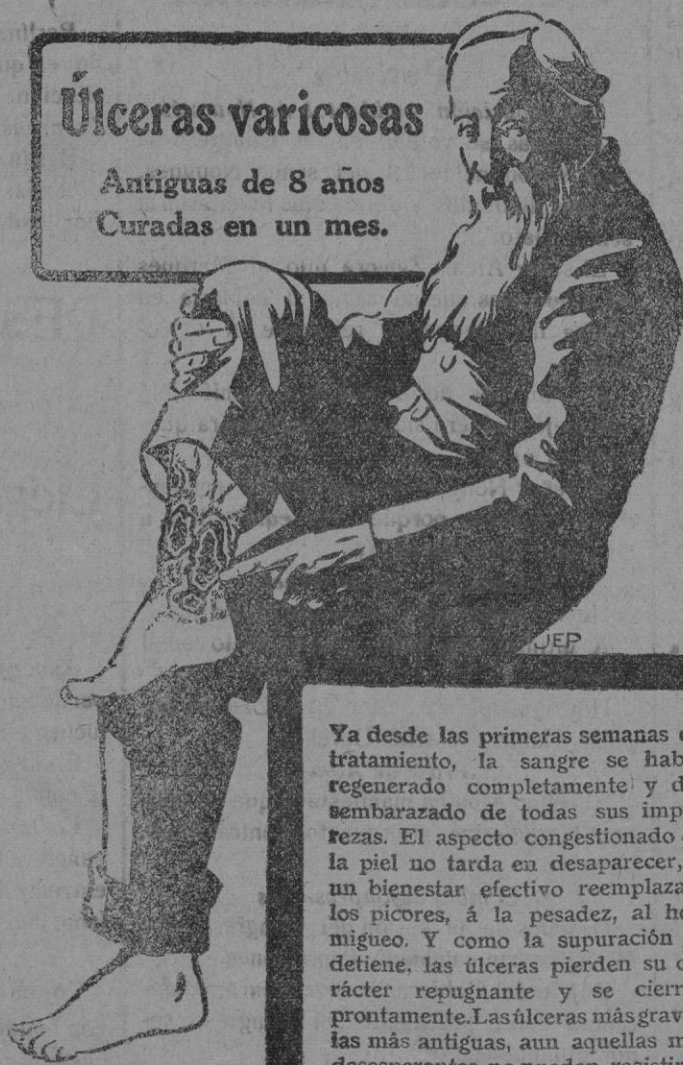 Úlceras varicosas
Antiguas de 8 años
Curadas en un mes.
JEP
Ya desde las primeras semanas
tratamiento, la sangre se hab
regenerado completamente y d
sembarazado de todas sus imp
rezas. El aspecto congestionado
la piel no tarda en desaparecer,
un bienestar efectivo reemplaza
los picores, á la pesadez, al ho
migueo. Y como la supuración
detiene, las úlceras pierden su c
rácter repugnante y se cierr
prontamente. Las úlceras más grav
las más antiguas, aun aquellas m